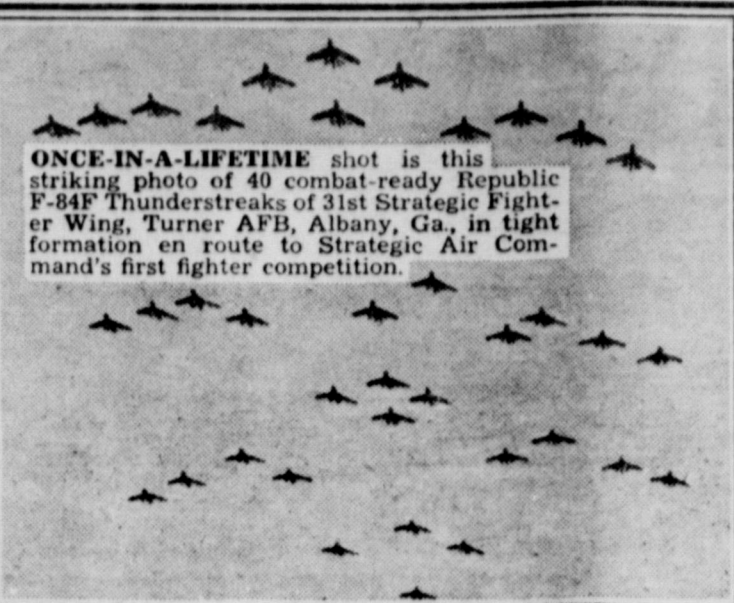 ONCE-IN-A-LIFETIME shot is this
striking photo of 40 combat-ready Republic
F-84F Thunderstreaks of 31st Strategic Fight-
er Wing, Turner AFB, Albany, Ga., in tight
formation en route to Strategic Air Com-
mand's first fighter competition.